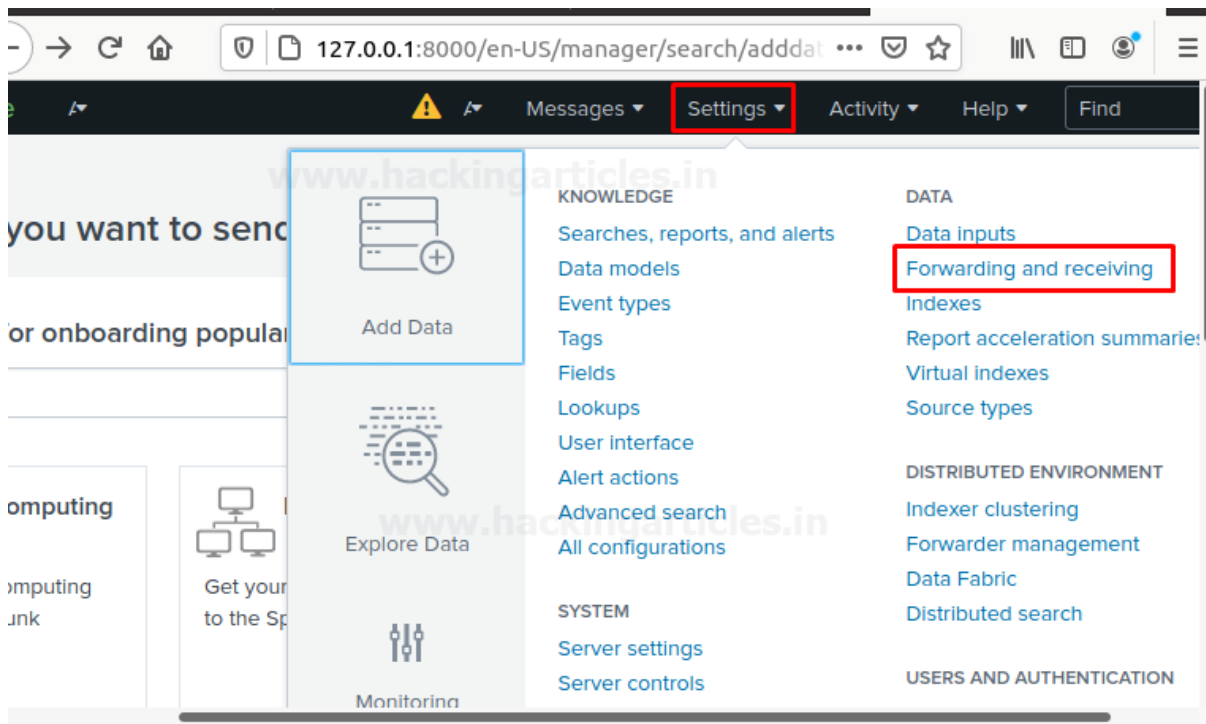 127.0.0.1:8000/en-US/manager/search/adddat
Messages
Settings
Activity
Help
Find
www.hackingarticles.in
you want to send
for onboarding popular
omputing
omputing
unk
Get your
to the Sp
Add Data
Explore Data
Monitoring
KNOWLEDGE
Searches, reports, and alerts
Data models
Event types
Tags
Fields
Lookups
User interface
Alert actions
Advanced search
All configurations
www.hackingarticles.in
SYSTEM
Server settings
Server controls
DATA
Data inputs
Forwarding and receiving
Indexes
Report acceleration summaries
Virtual indexes
Source types
DISTRIBUTED ENVIRONMENT
Indexer clustering
Forwarder management
Data Fabric
Distributed search
USERS AND AUTHENTICATION